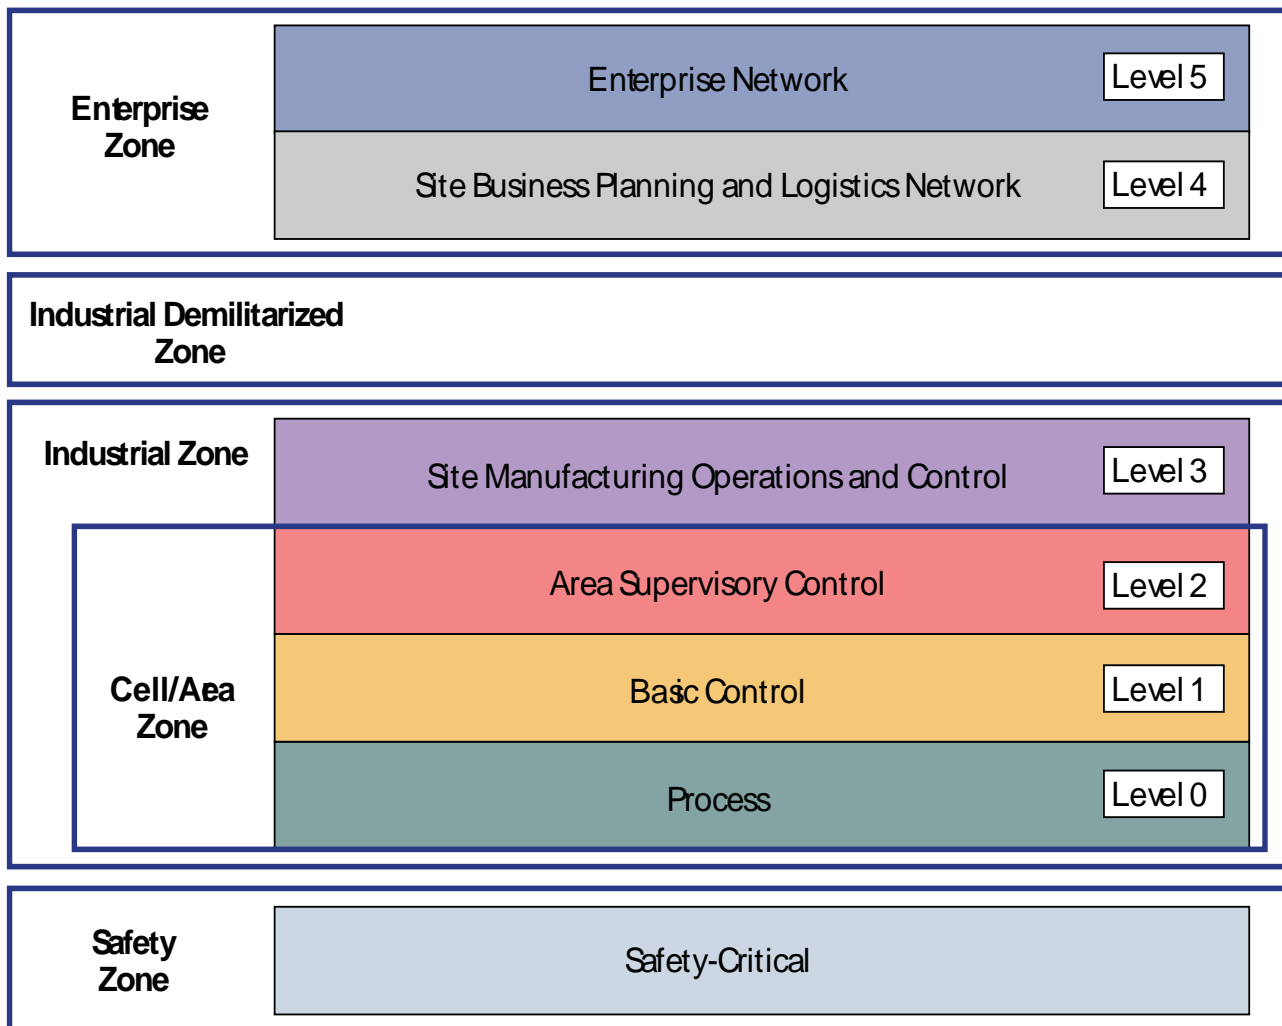 Enterprise
Zone
Enterprise Network
Level 5
Site Business Planning and Logistics Network
Level 4
Industrial Demilitarized
Zone
Industrial Zone
Site Manufacturing Operations and Control
Level 3
Area Supervisory Control
Level 2
Cell/Area
Zone
Basic Control
Level 1
Process
Level 0
Safety
Zone
Safety-Critical